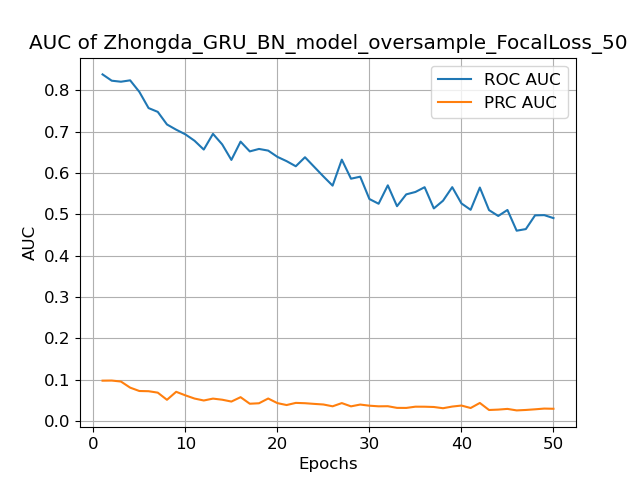 AUC of Zhongda_GRU_BN_model_oversample_FocalLoss_50
ROC AUC
PRC AUC
AUC
0.8
0.7
0.6
0.5
0.4
0.3
0.2
0.1
0.0
0 10 20 30 40 50
Epochs